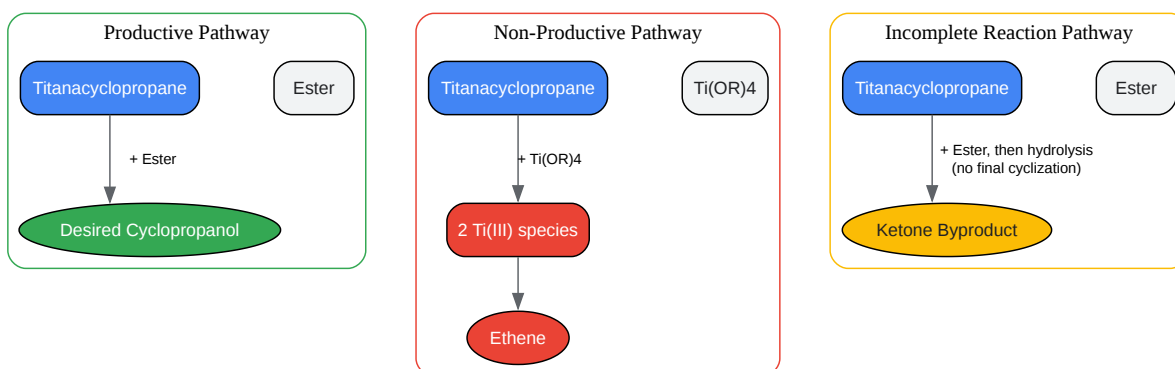 Productive Pathway
Titanacyclopropane
Ester
+ Ester
Desired Cyclopropanol
Non-Productive Pathway
Titanacyclopropane
Ti(OR)4
+ Ti(OR)4
2 Ti(III) species
Ethene
Incomplete Reaction Pathway
Titanacyclopropane
Ester
+ Ester, then hydrolysis
(no final cyclization)
Ketone Byproduct